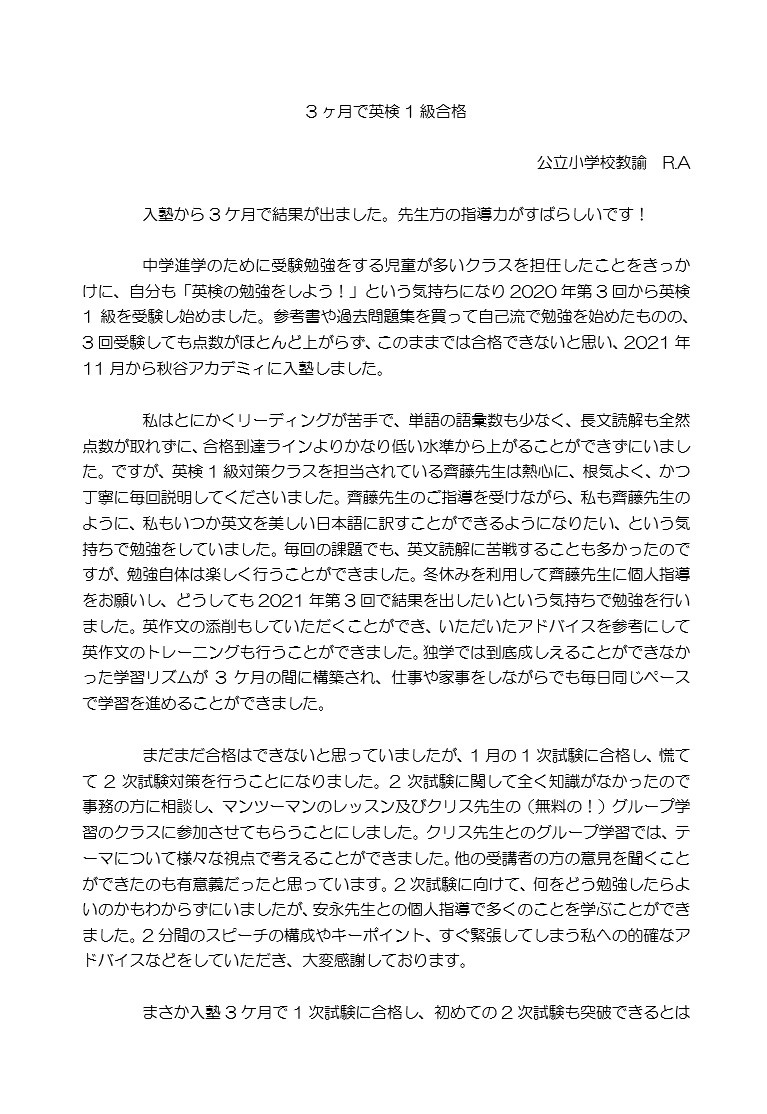 3ヶ月で英検1級合格
公立小学校教諭　R.A
入塾から3ケ月で結果が出ました。先生方の指導力がすばらしいです！
中学進学のために受験勉強をする児童が多いクラスを担任したことをきっか
けに、自分も「英検の勉強をしよう！」という気持ちになり2020年第3回から英検
1級を受験し始めました。参考書や過去問題集を買って自己流で勉強を始めたものの、
3回受験しても点数がほとんど上がらず、このままでは合格できないと思い、2021年
11月から秋谷アカデミィに入塾しました。
私はとにかくリーディングが苦手で、単語の語彙数も少なく、長文読解も全然
点数が取れずに、合格到達ラインよりかなり低い水準から上がることができずにいまし
た。ですが、英検1級対策クラスを担当されている齊藤先生は熱心に、根気よく、かつ
丁寧に毎回説明してくださいました。齊藤先生のご指導を受けながら、私も齊藤先生の
ように、私もいつか英文を美しい日本語に訳すことができるようになりたい、という気
持ちで勉強をしていました。毎回の課題でも、英文読解に苦戦することも多かったので
すが、勉強自体は楽しく行うことができました。冬休みを利用して齊藤先生に個人指導
をお願いし、どうしても2021年第3回で結果を出したいという気持ちで勉強を行い
ました。英作文の添削もしていただくことができ、いただいたアドバイスを参考にして
英作文のトレーニングも行うことができました。独学では到底成しえることができなか
った学習リズムが3ケ月の間に構築され、仕事や家事をしながらでも毎日同じペース
で学習を進めることができました。
まだまだ合格はできないと思っていましたが、1月の1次試験に合格し、慌て
て2次試験対策を行うことになりました。2次試験に関して全く知識がなかったので
事務の方に相談し、マンツーマンのレッスン及びクリス先生の（無料の！）グループ学
習のクラスに参加させてもらうことにしました。クリス先生とのグループ学習では、テ
ーマについて様々な視点で考えることができました。他の受講者の方の意見を聞くこと
ができたのも有意義だったと思っています。2次試験に向けて、何をどう勉強したらよ
いのかもわからずにいましたが、安永先生との個人指導で多くのことを学ぶことができ
ました。2分間のスピーチの構成やキーポイント、すぐ緊張してしまう私への的確なア
ドバイスなどをしていただき、大変感謝しております。
まさか入塾3ケ月で1次試験に合格し、初めての2次試験も突破できるとは